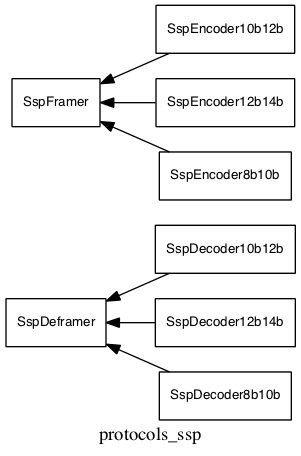 SspEncoder10b12b
SspFramer
SspEncoder12b14b
SspEncoder8b10b
SspDecoder10b12b
SspDeframer
SspDecoder12b14b
SspDecoder8b10b
protocols_ssp